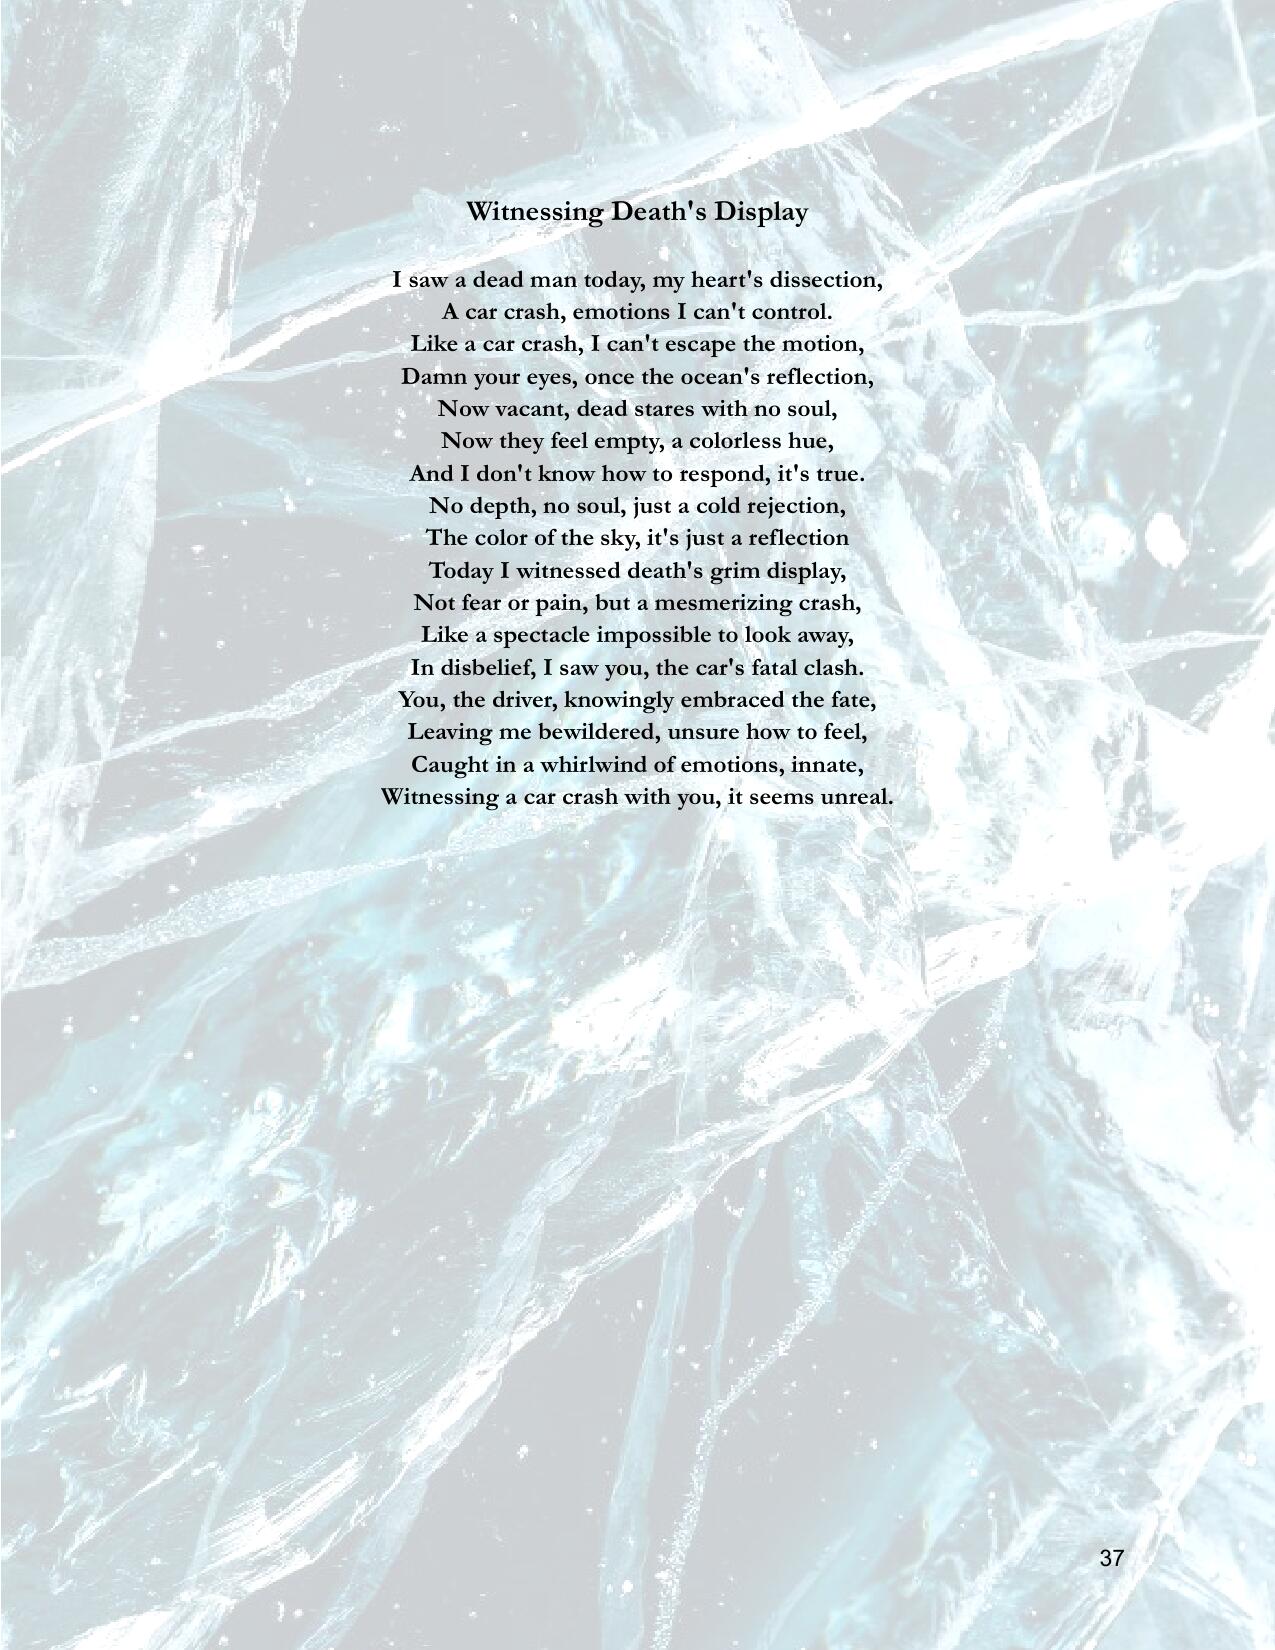 Witnessing Death's Display
I saw a dead man today, my heart's dissection,
A car crash, emotions I can't control.
Like a car crash, I can't escape the motion,
Damn your eyes, once the ocean's reflection,
Now vacant, dead stares with no soul,
Now they feel empty, a colorless hue,
And I don't know how to respond, it's true.
No depth, no soul, just a cold rejection,
The color of the sky, it's just a reflection
Today I witnessed death's grim display,
Not fear or pain, but a mesmerizing crash,
Like a spectacle impossible to look away,
In disbelief, I saw you, the car's fatal clash.
You, the driver, knowingly embraced the fate,
Leaving me bewildered, unsure how to feel,
Caught in a whirlwind of emotions, innate,
Witnessing a car crash with you, it seems unreal.
37